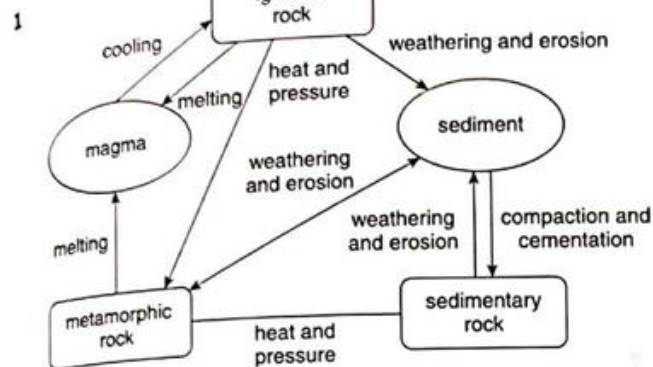 1
rock
cooling
weathering and erosion
heat and
pressure
melting
sediment
magma
weathering
and erosion
weathering
and erosion
compaction and
cementation
melting
sedimentary
rock
metamorphic
rock
heat and
pressure